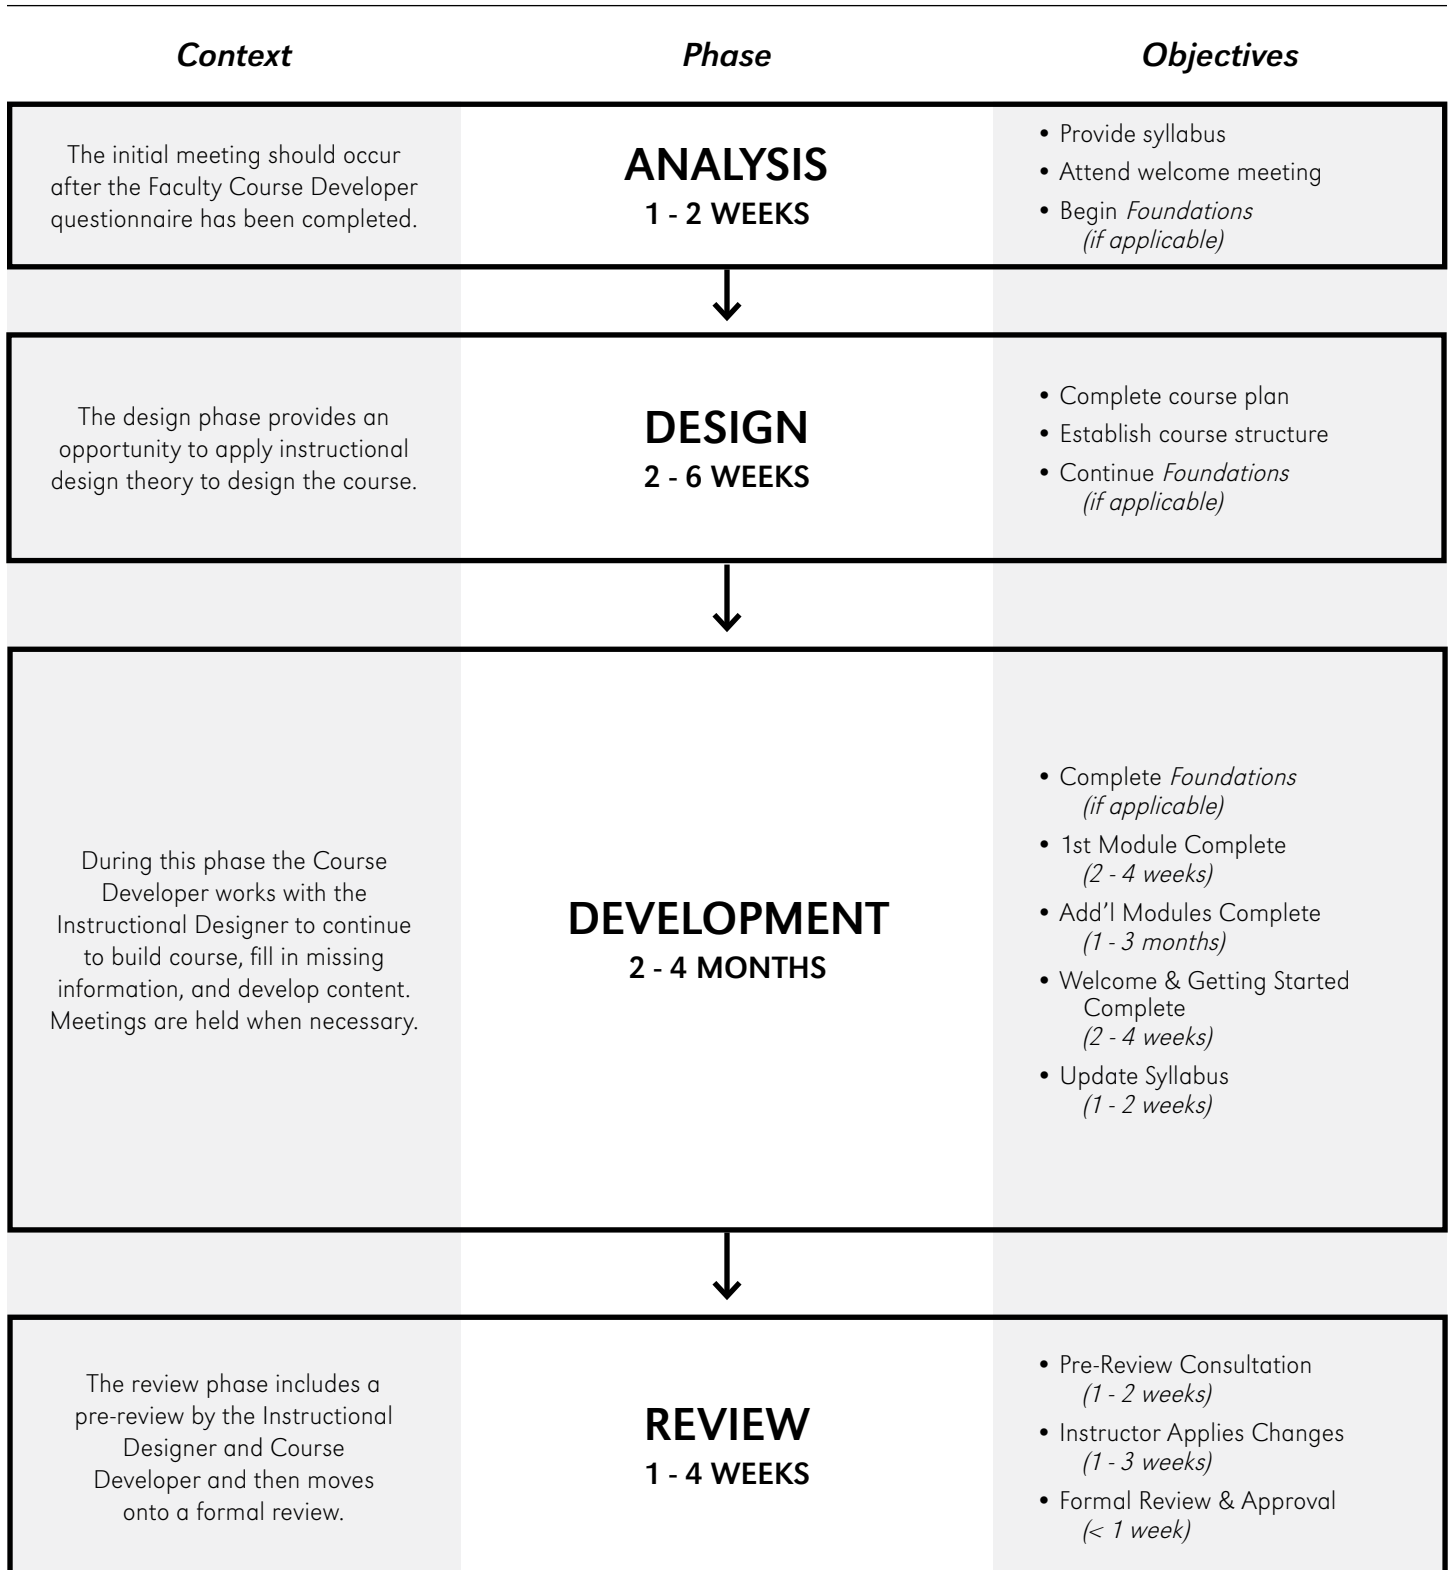 Context
Phase
Objectives
The initial meeting should occur
after the Faculty Course Developer
questionnaire has been completed.
ANALYSIS
1 - 2 WEEKS
• Provide syllabus
• Attend welcome meeting
• Begin Foundations
(if applicable)
The design phase provides an
opportunity to apply instructional
design theory to design the course.
DESIGN
2 - 6 WEEKS
• Complete course plan
• Establish course structure
• Continue Foundations
(if applicable)
During this phase the Course
Developer works with the
Instructional Designer to continue
to build course, fill in missing
information, and develop content.
Meetings are held when necessary.
DEVELOPMENT
2 - 4 MONTHS
• Complete Foundations
(if applicable)
• 1st Module Complete
(2 - 4 weeks)
• Add’l Modules Complete
(1 - 3 months)
• Welcome & Getting Started
Complete
(2 - 4 weeks)
• Update Syllabus
(1 - 2 weeks)
The review phase includes a
pre-review by the Instructional
Designer and Course
Developer and then moves
onto a formal review.
REVIEW
1 - 4 WEEKS
• Pre-Review Consultation
(1 - 2 weeks)
• Instructor Applies Changes
(1 - 3 weeks)
• Formal Review & Approval
(< 1 week)